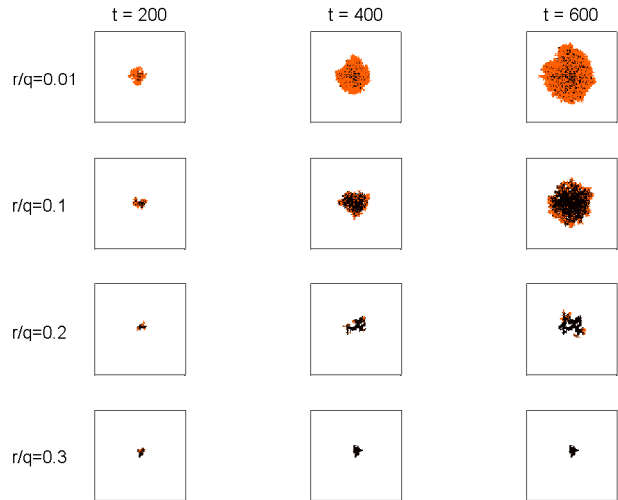 t = 200 t = 400 t = 600
r/q=0.01
r/q=0.1
r/q=0.2
r/q=0.3